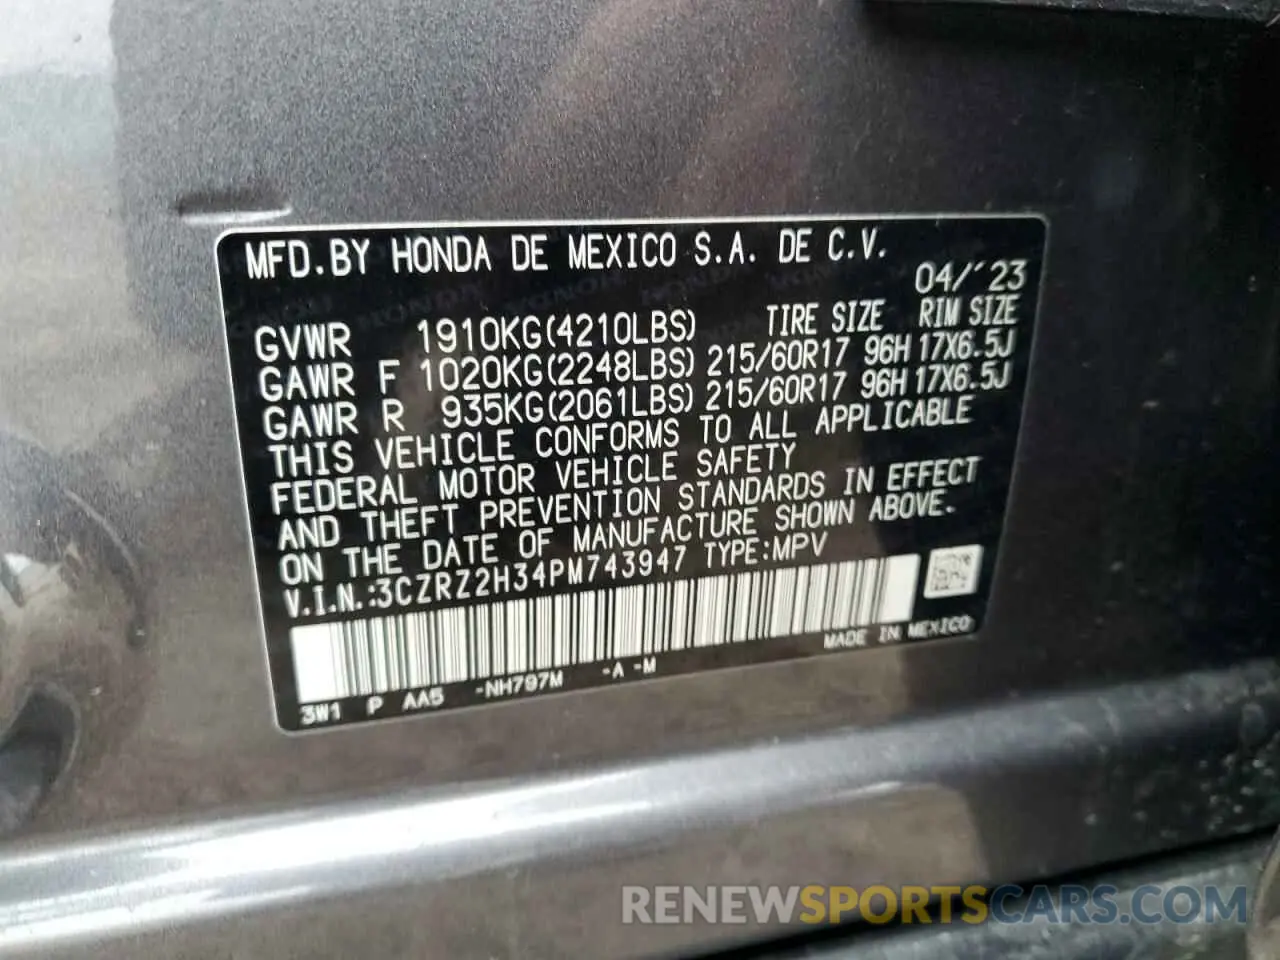 MFD.BY HONDA DE MEXICO S.A. DE C.V.
04/´23
GVWR 1910KG(4210LBS) TIRE SIZE RIM SIZE
GAWR F 1020KG(2248LBS) 215/60R17 96H 17X6.5J
GAWR R 935KG(2061LBS) 215/60R17 96H 17X6.5J
THIS VEHICLE CONFORMS TO ALL APPLICABLE
FEDERAL MOTOR VEHICLE SAFETY
AND THEFT PREVENTION STANDARDS IN EFFECT
ON THE DATE OF MANUFACTURE SHOWN ABOVE.
V.I.N.:3CZRZ2H34PM743947 TYPE:MPV
MADE IN MEXICO
3W1 P AA5 -NH797M -A -M
RENEWSPORTSCARS.COM